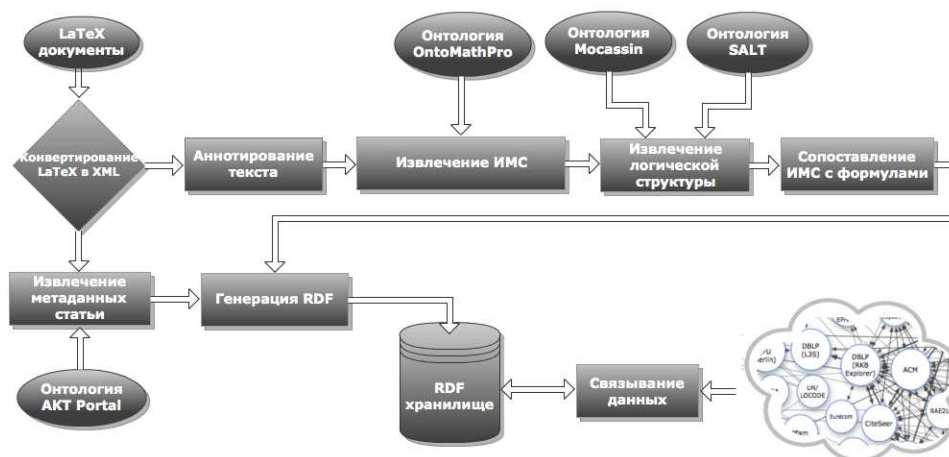 LaTeX
документы
Онтология
OntoMathPro
Онтология
Mocassin
Онтология
SALT
Конвертирование
LaTeX в XML
Аннотирование
текста
Извлечение ИМС
Извлечение
логической
структуры
Сопоставление
ИМС с формулами
Извлечение
метаданных
статьи
Генерация RDF
Онтология
AKT Portal
RDF
хранилище
Связывание
данных
DBLP
(L3S)
DBLP
(RKB
Explorer)
ACM
UN/
LOCODE
Eurécom
CiteSeer